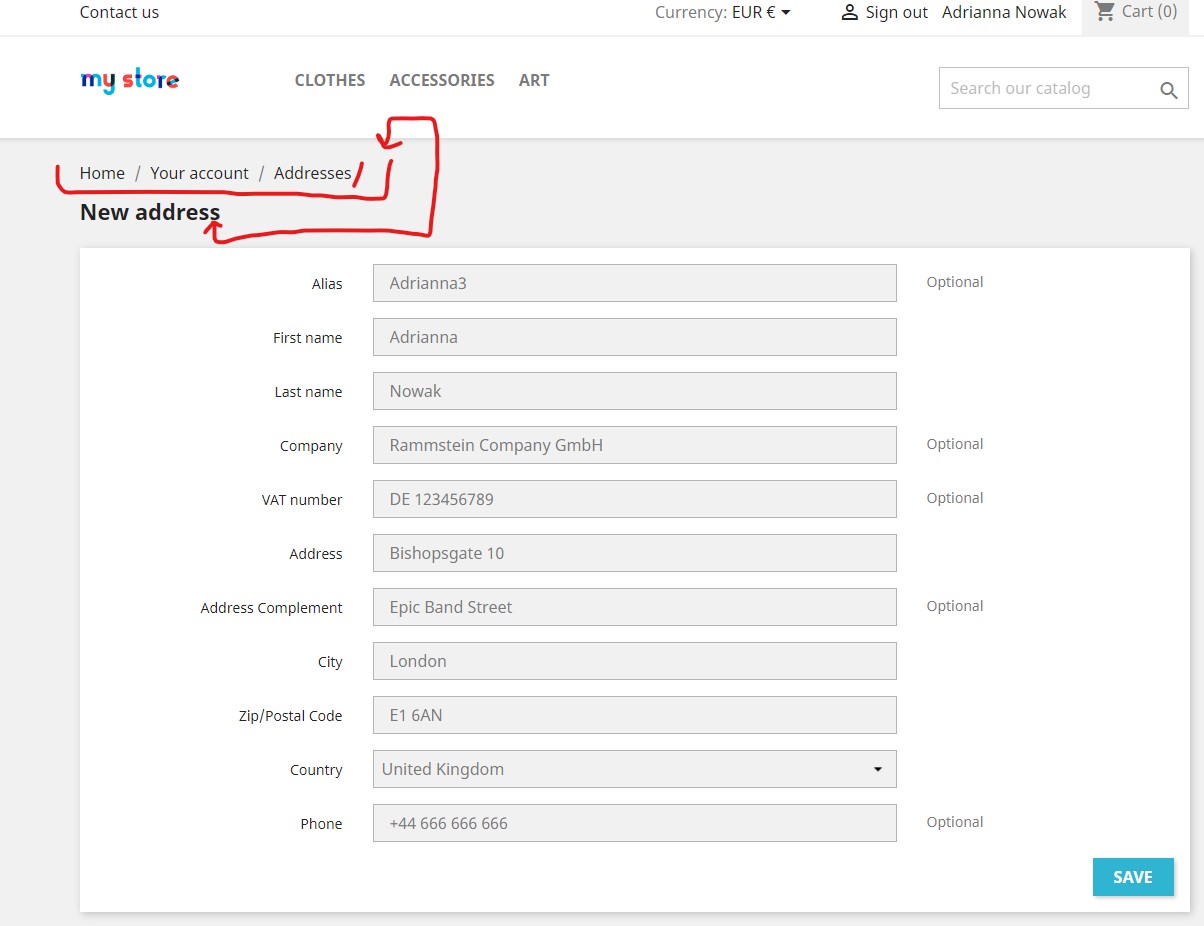 Contact us Currency: EUR € Sign out Adrianna Nowak Cart (0)
my store CLOTHES ACCESSORIES ART Search our catalog
Home / Your account / Addresses /
New address
Alias Adrianna3 Optional
First name Adrianna
Last name Nowak
Company Rammstein Company GmbH Optional
VAT number DE 123456789 Optional
Address Bishopsgate 10
Address Complement Epic Band Street Optional
City London
Zip/Postal Code E1 6AN
Country United Kingdom
Phone +44 666 666 666 Optional
SAVE